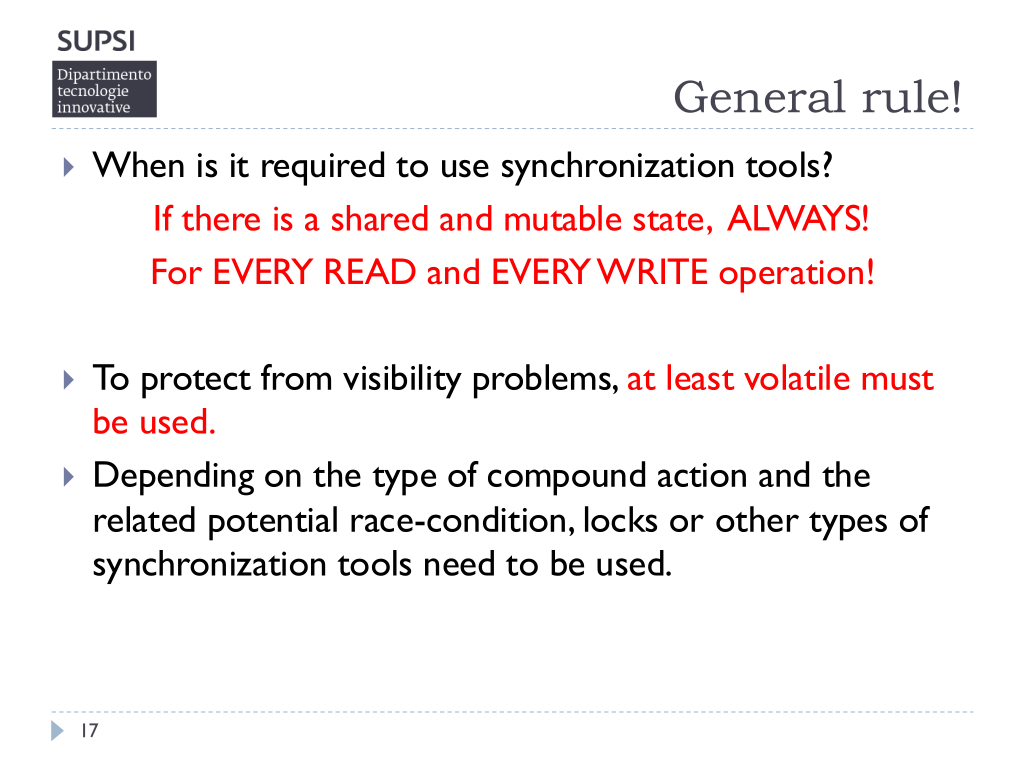 SUPSI
Dipartimento
tecnologie
innovative
General rule!
When is it required to use synchronization tools?
If there is a shared and mutable state, ALWAYS!
For EVERY READ and EVERY WRITE operation!
To protect from visibility problems, at least volatile must
be used.
Depending on the type of compound action and the
related potential race-condition, locks or other types of
synchronization tools need to be used.
17